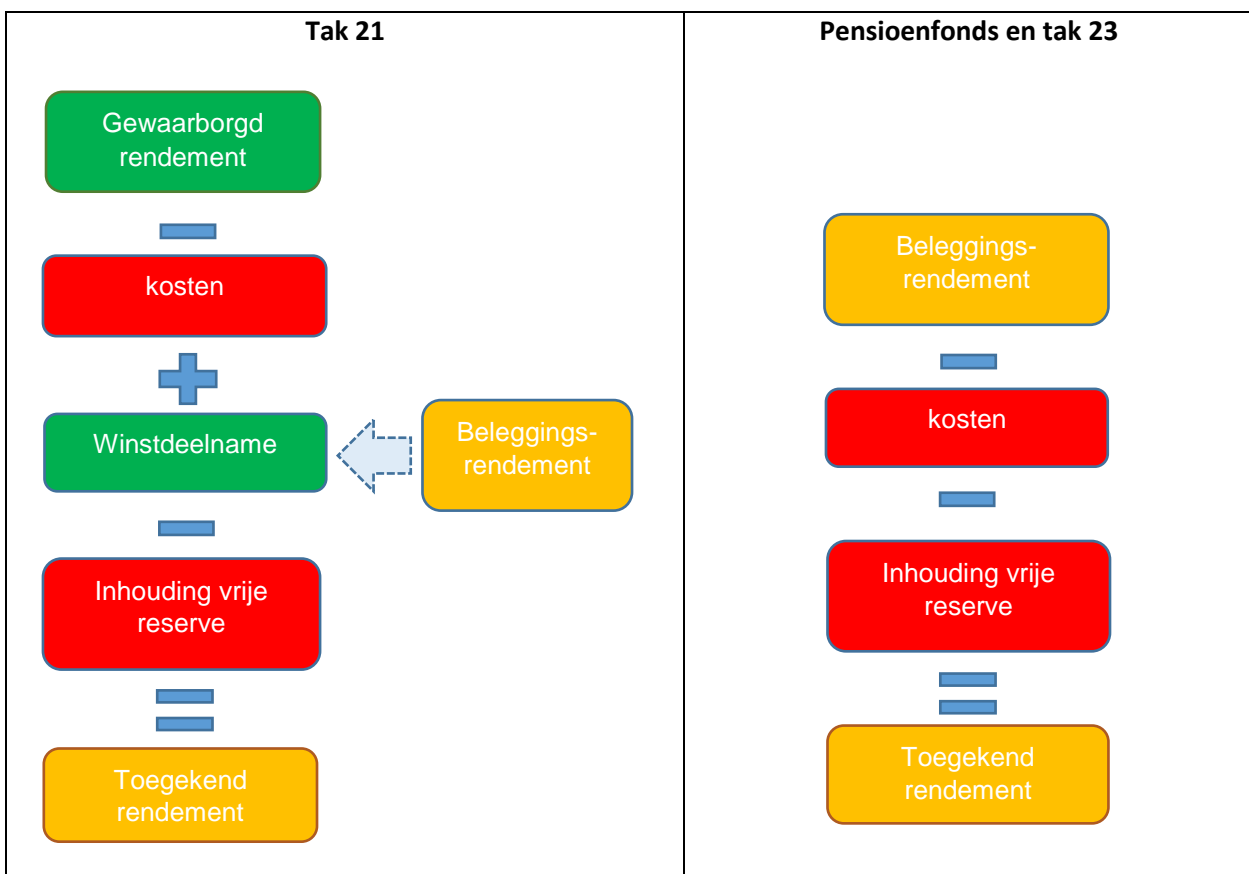 Tak 21
Gewaarborgd
rendement
kosten
Winstdeelname
Beleggings-
rendement
Inhouding vrije
reserve
Toegekend
rendement
Pensioenfonds en tak 23
Beleggings-
rendement
kosten
Inhouding vrije
reserve
Toegekend
rendement